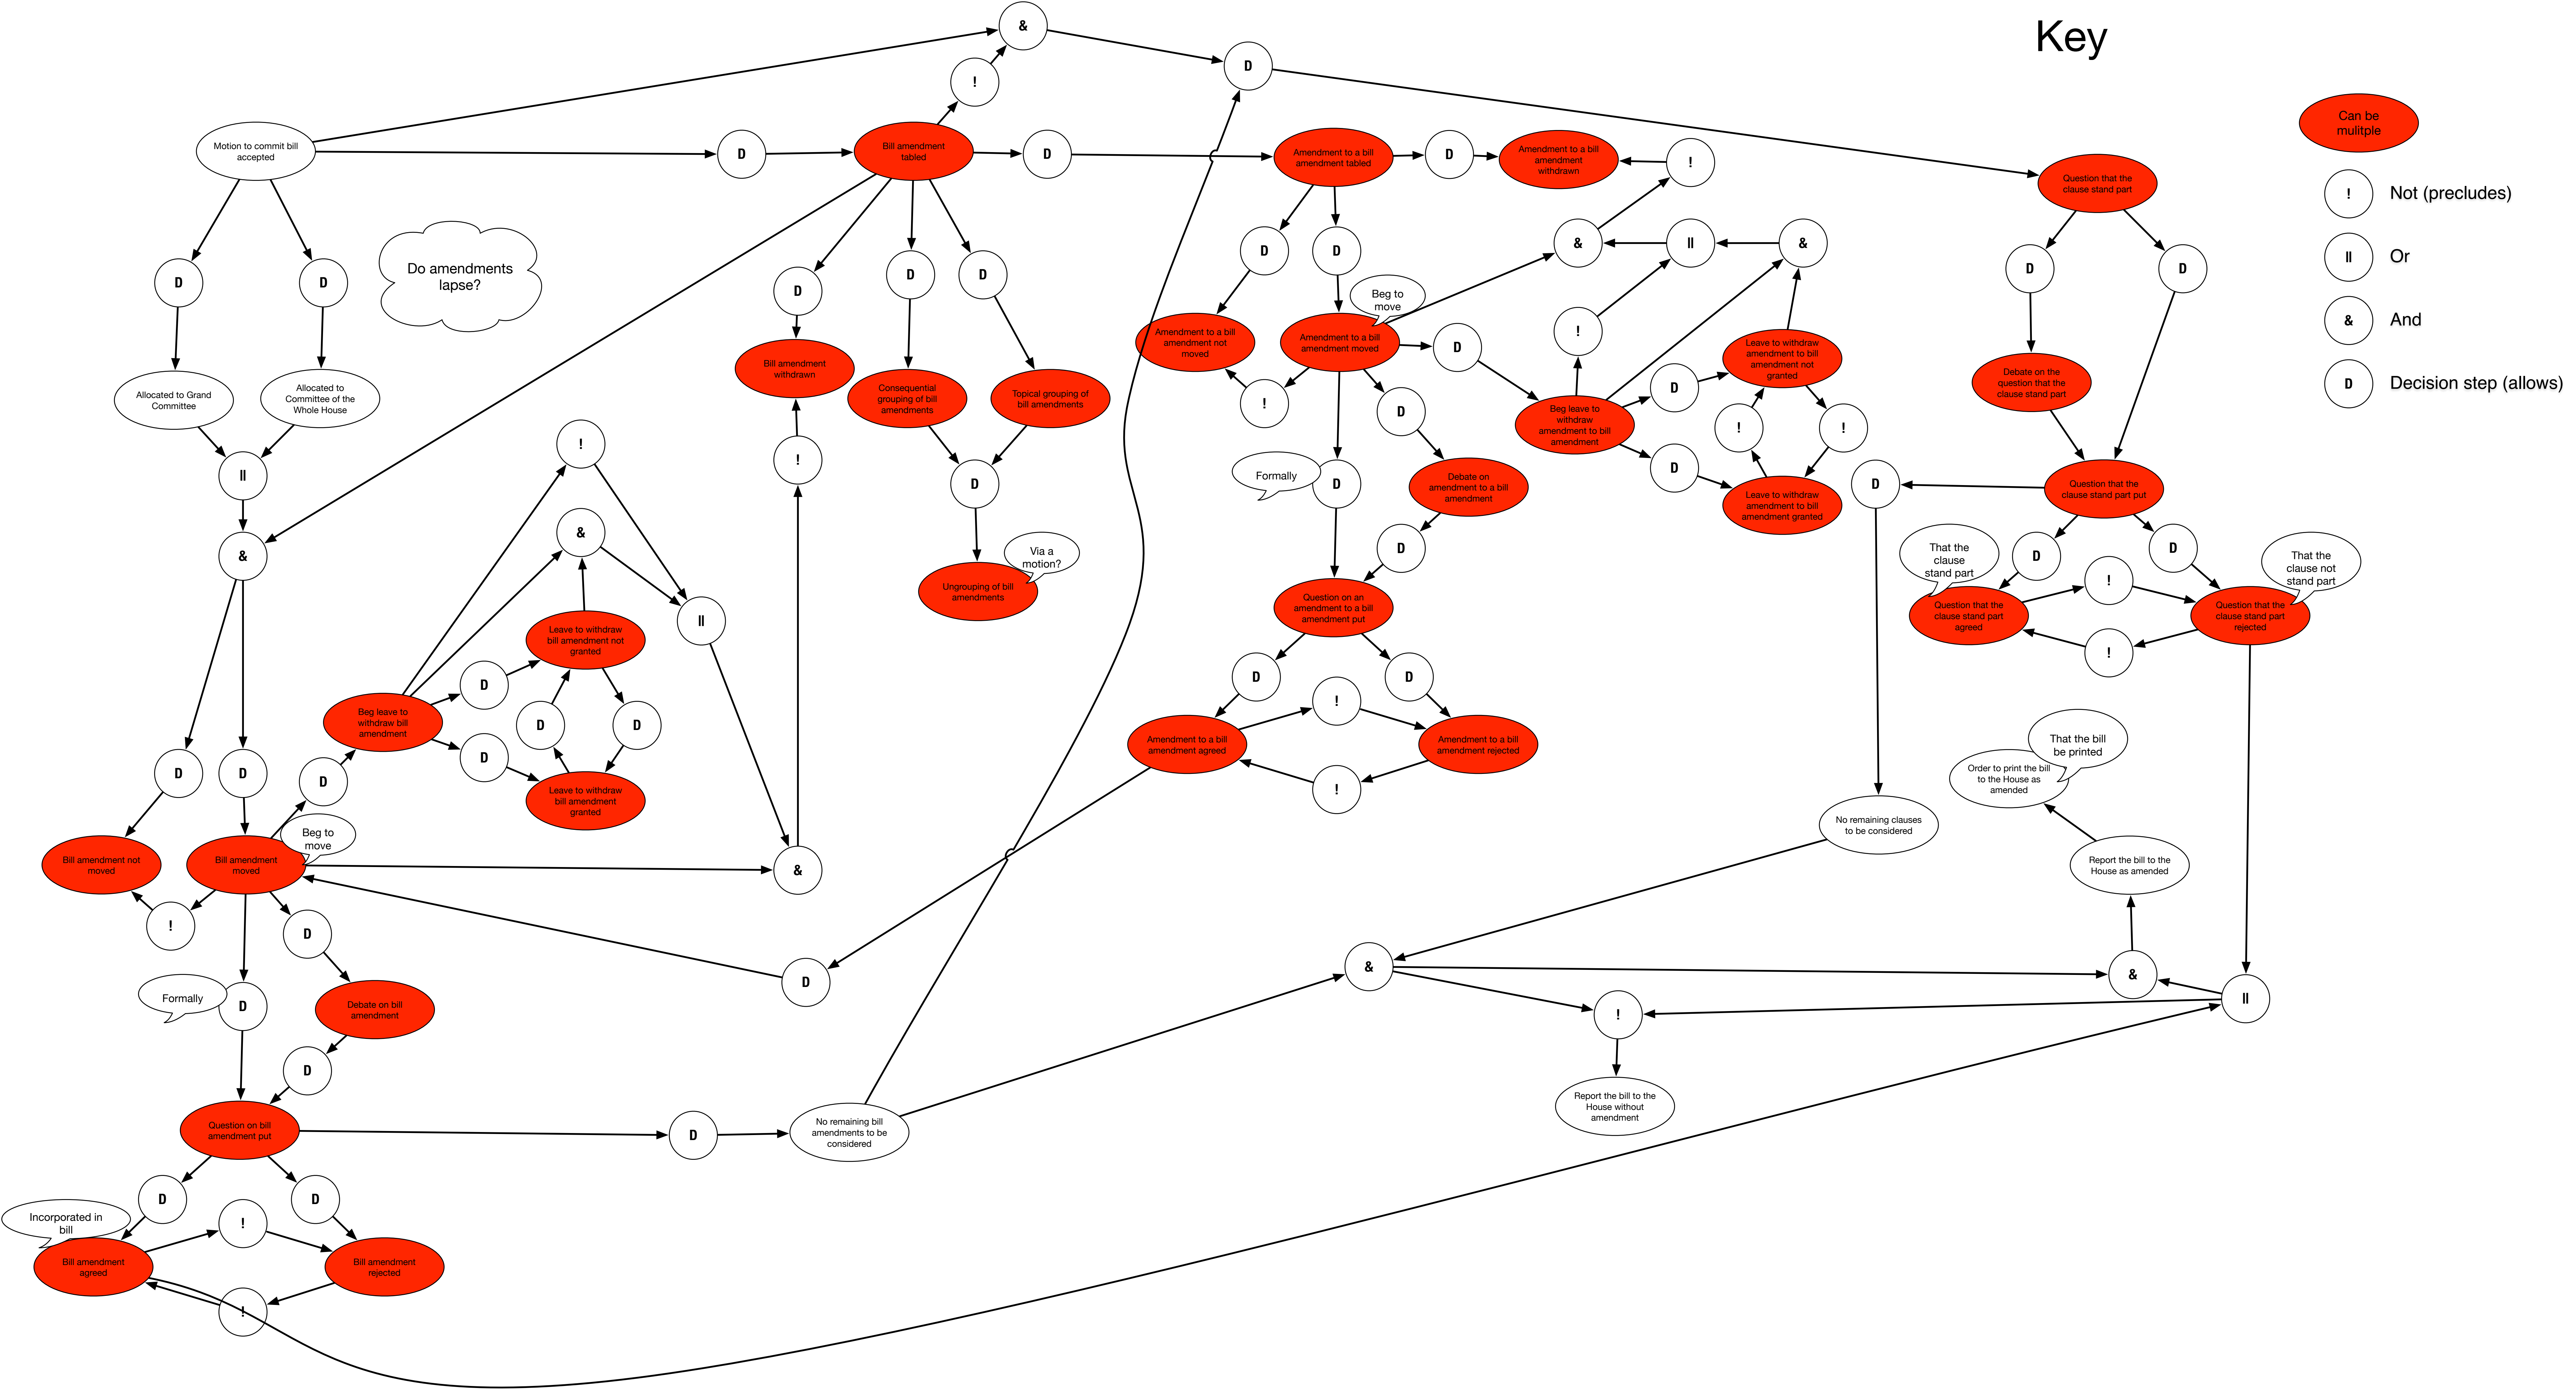 Key
&
D
!
Can be
mulitple
Motion to commit bill
accepted
D
Bill amendment
tabled
D
Amendment to a bill
amendment tabled
D
Amendment to a bill
amendment
withdrawn
!
Question that the
clause stand part
!
Not (precludes)
||
Or
&
And
D
Decision step (allows)
D
D
Do amendments
lapse?
D
D
D
D
D
&
||
&
D
D
Beg to
move
Amendment to a bill
amendment not
moved
Amendment to a bill
amendment moved
D
!
Leave to withdraw
amendment to bill
amendment not
granted
Allocated to Grand
Committee
Allocated to
Committee of the
Whole House
Bill amendment
withdrawn
Consequential
grouping of bill
amendments
Topical grouping of
bill amendments
!
D
Beg leave to
withdraw
amendment to bill
amendment
D
!
!
D
Debate on the
question that the
clause stand part
||
!
!
D
Formally
D
Debate on
amendment to a bill
amendment
Leave to withdraw
amendment to bill
amendment granted
D
Question that the
clause stand part put
&
&
Via a
motion?
Ungrouping of bill
amendments
D
D
D
That the
clause
stand part
That the
clause not
stand part
!
Question that the
clause stand part
agreed
Question that the
clause stand part
rejected
!
Question on an
amendment to a bill
amendment put
||
Leave to withdraw
bill amendment not
granted
D
D
D
D
Beg leave to
withdraw bill
amendment
D
D
D
Leave to withdraw
bill amendment
granted
!
Amendment to a bill
amendment agreed
Amendment to a bill
amendment rejected
!
That the bill
be printed
Order to print the bill
to the House as
amended
D
D
D
Beg to
move
Bill amendment not
moved
Bill amendment
moved
&
No remaining clauses
to be considered
Report the bill to the
House as amended
!
D
D
&
&
||
Formally
D
Debate on bill
amendment
!
D
Report the bill to the
House without
amendment
Question on bill
amendment put
D
No remaining bill
amendments to be
considered
D
D
Incorporated in
bill
!
Bill amendment
agreed
Bill amendment
rejected
!